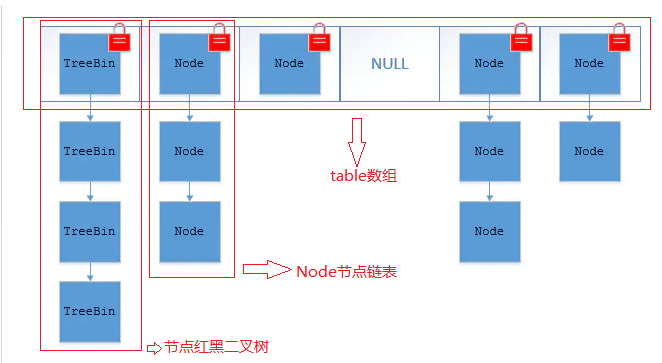 TreeBin Node Node NULL Node Node
TreeBin Node Node Node
table数组
TreeBin Node Node
Node节点链表
TreeBin
节点红黑二叉树